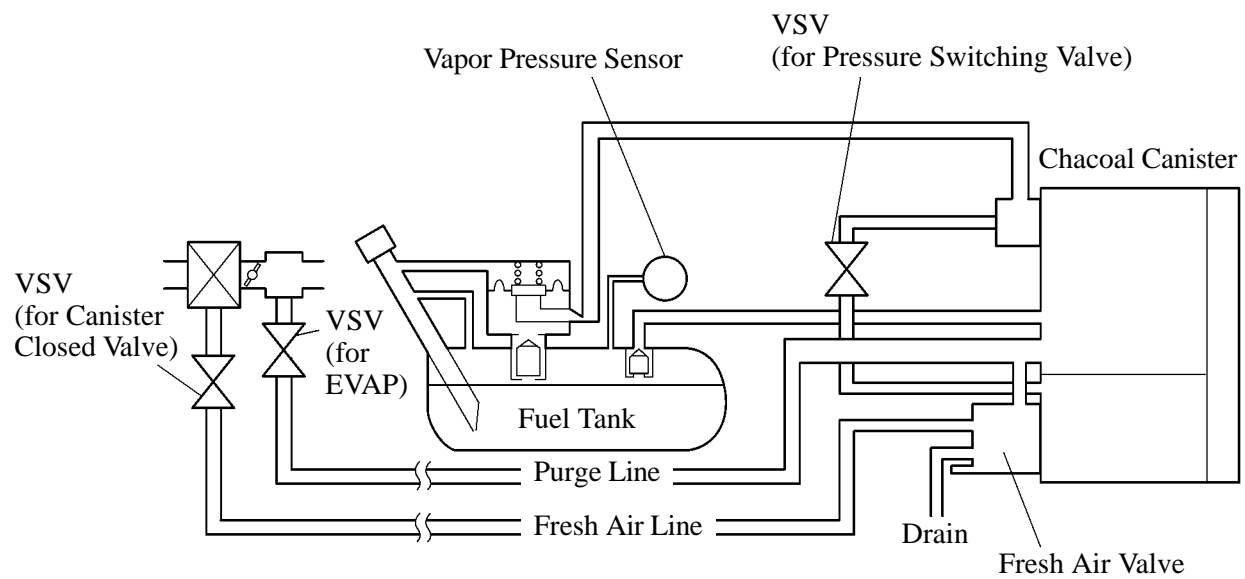 VSV
(for Pressure Switching Valve)
Vapor Pressure Sensor
Chacoal Canister
VSV
(for Canister
Closed Valve)
VSV
(for
EVAP)
Fuel Tank
Purge Line
Fresh Air Line
Drain
Fresh Air Valve